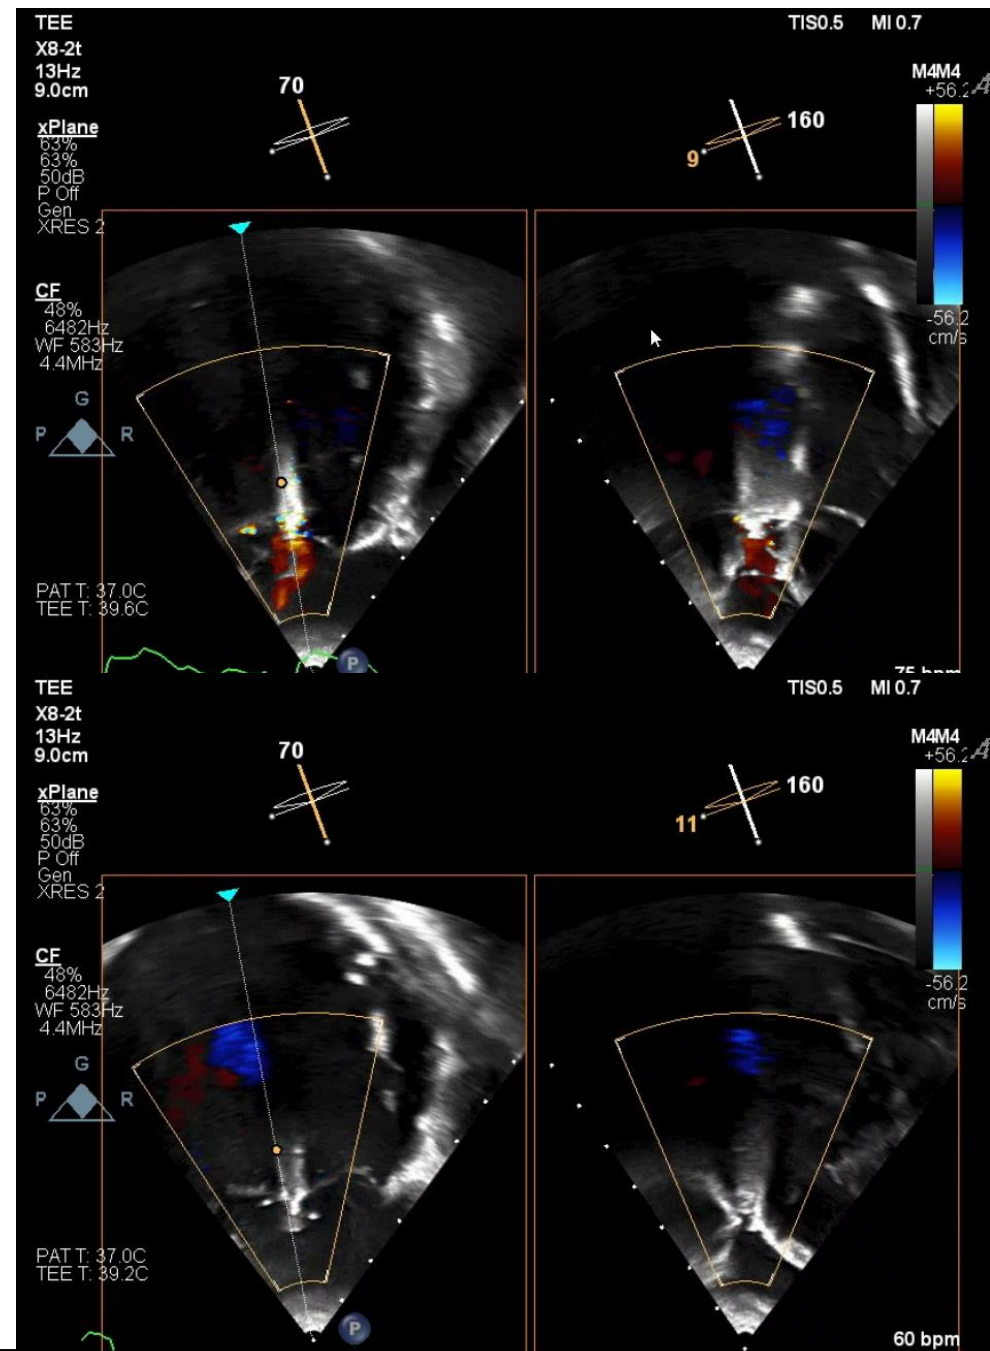 TEE
TIS0.5 MI 0.7
X8-2t
13Hz
9.0cm
M4M4
+56.2
70
160
9
xPlane
63%
63%
50dB
P Off
Gen
XRES 2
CF
48%
6482Hz
WF 583Hz
4.4MHz
-56.2
cm/s
G
P R
PAT T: 37.0C
TEE T: 39.6C
P
75 bpm
TEE
TIS0.5 MI 0.7
X8-2t
13Hz
9.0cm
M4M4
+56.2
70
160
11
xPlane
63%
63%
50dB
P Off
Gen
XRES 2
CF
48%
6482Hz
WF 583Hz
4.4MHz
-56.2
cm/s
G
P R
PAT T: 37.0C
TEE T: 39.2C
P
60 bpm